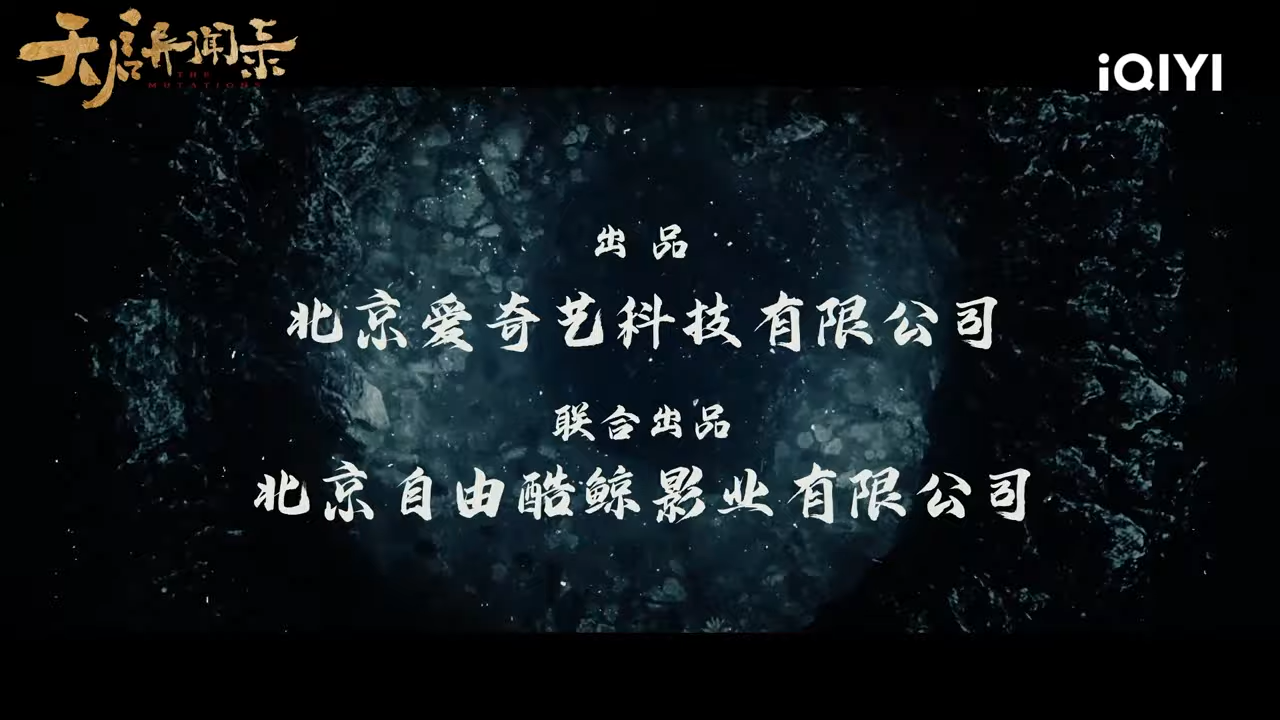 天启异闻录
THE
MUTATIONS
iQIYI
出品
北京爱奇艺科技有限公司
联合出品
北京自由酷鲸影业有限公司